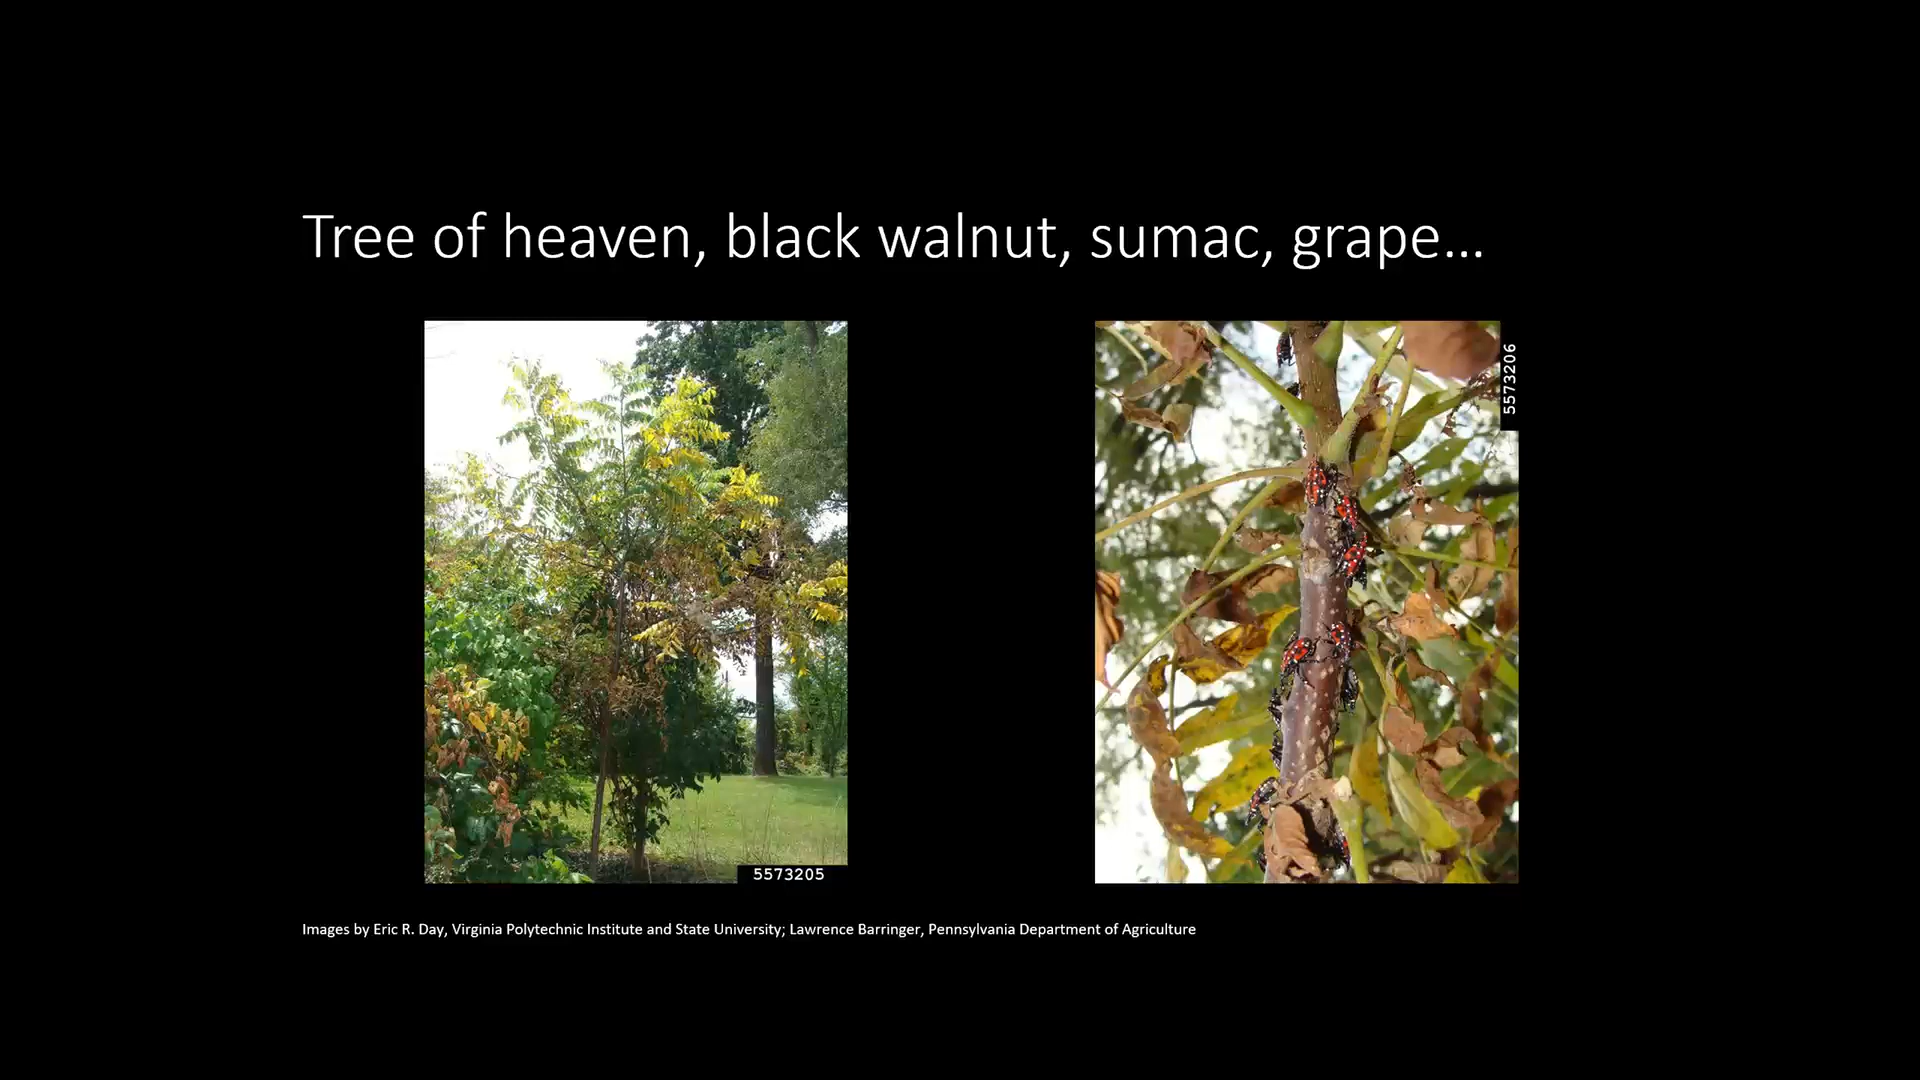 Tree of heaven, black walnut, sumac, grape...
5573205
5573206
Images by Eric R. Day, Virginia Polytechnic Institute and State University; Lawrence Barringer, Pennsylvania Department of Agriculture